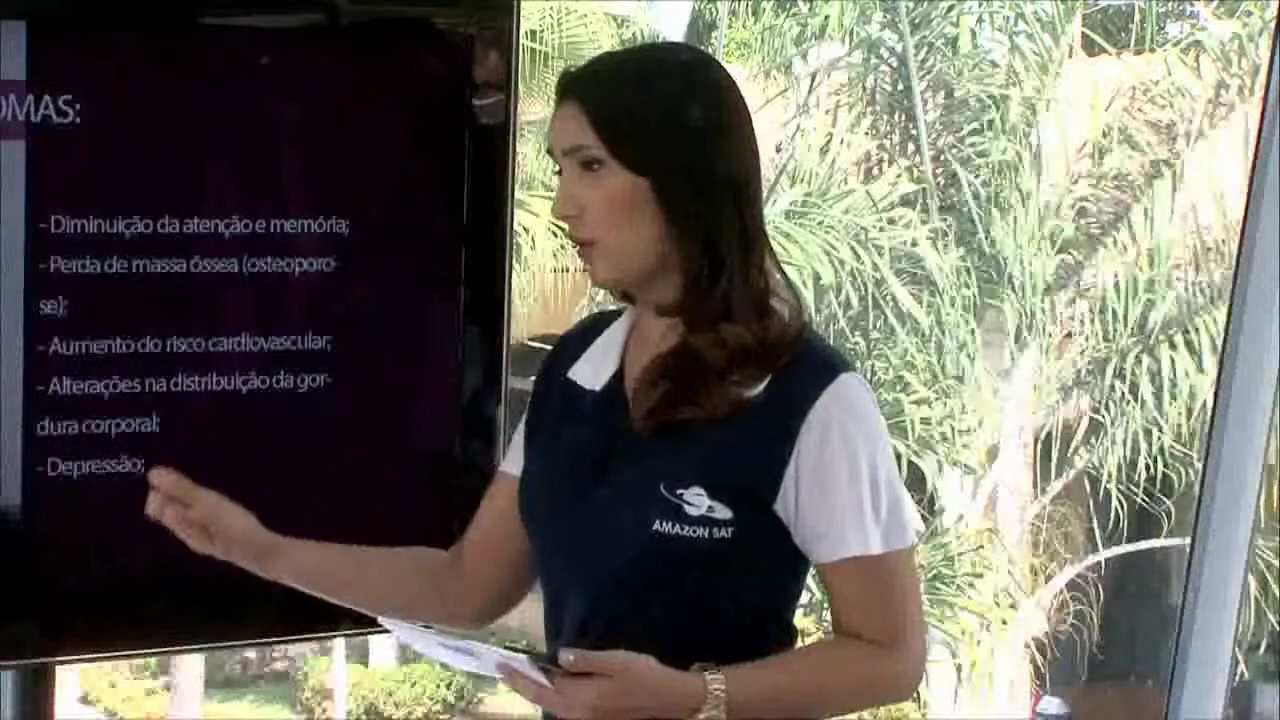 OMAS:
- Diminuição da atenção e memória;
- Perda de massa óssea (osteoporo-
se);
- Aumento do risco cardiovascular;
- Alterações na distribuição da gor-
dura corporal;
- Depressão;
AMAZON SAT